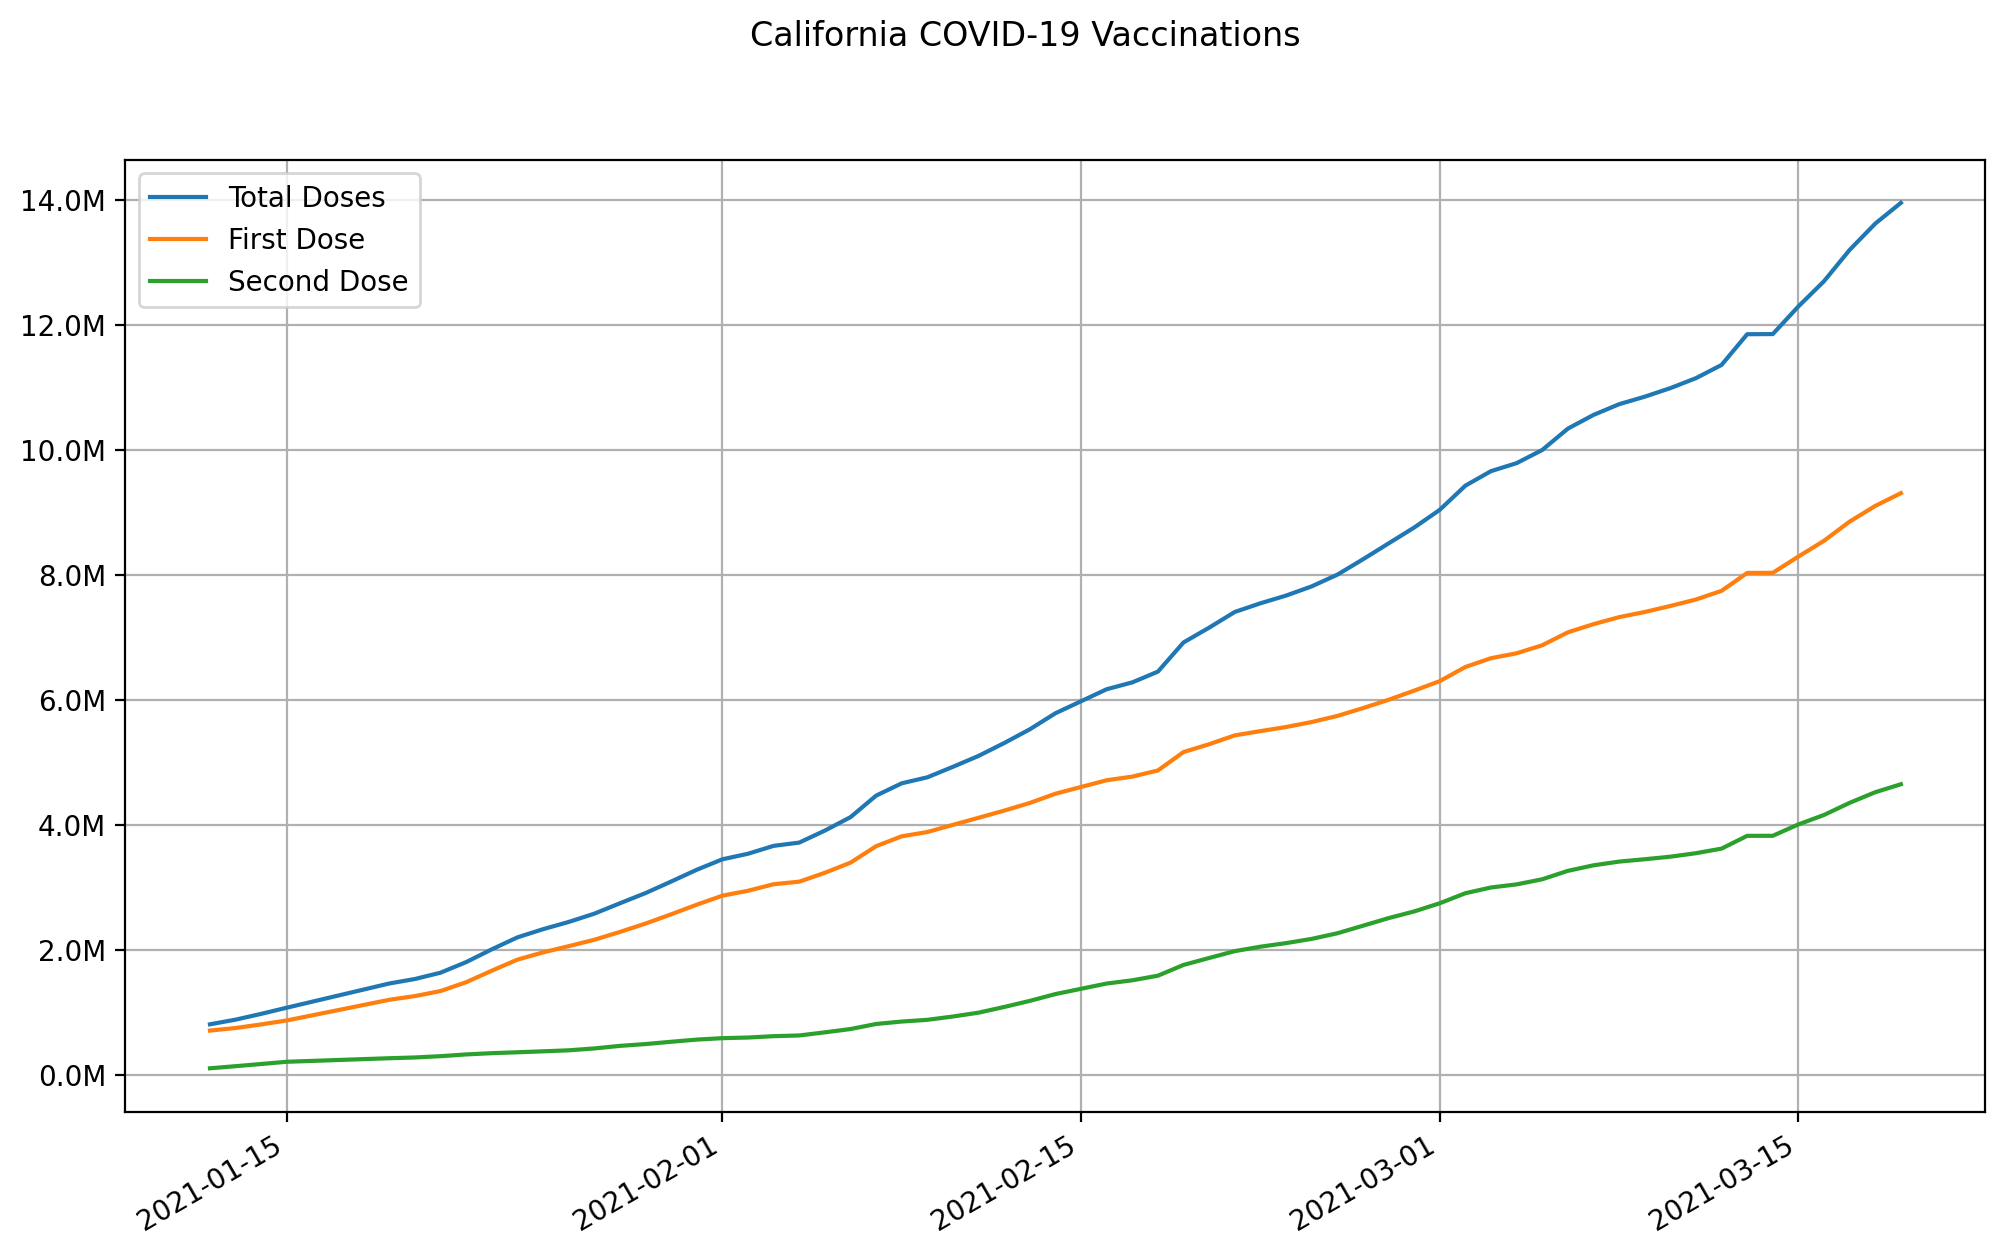 California COVID-19 Vaccinations
Total Doses
First Dose
Second Dose
14.0M
12.0M
10.0M
8.0M
6.0M
4.0M
2.0M
0.0M
2021-01-15
2021-02-01
2021-02-15
2021-03-01
2021-03-15